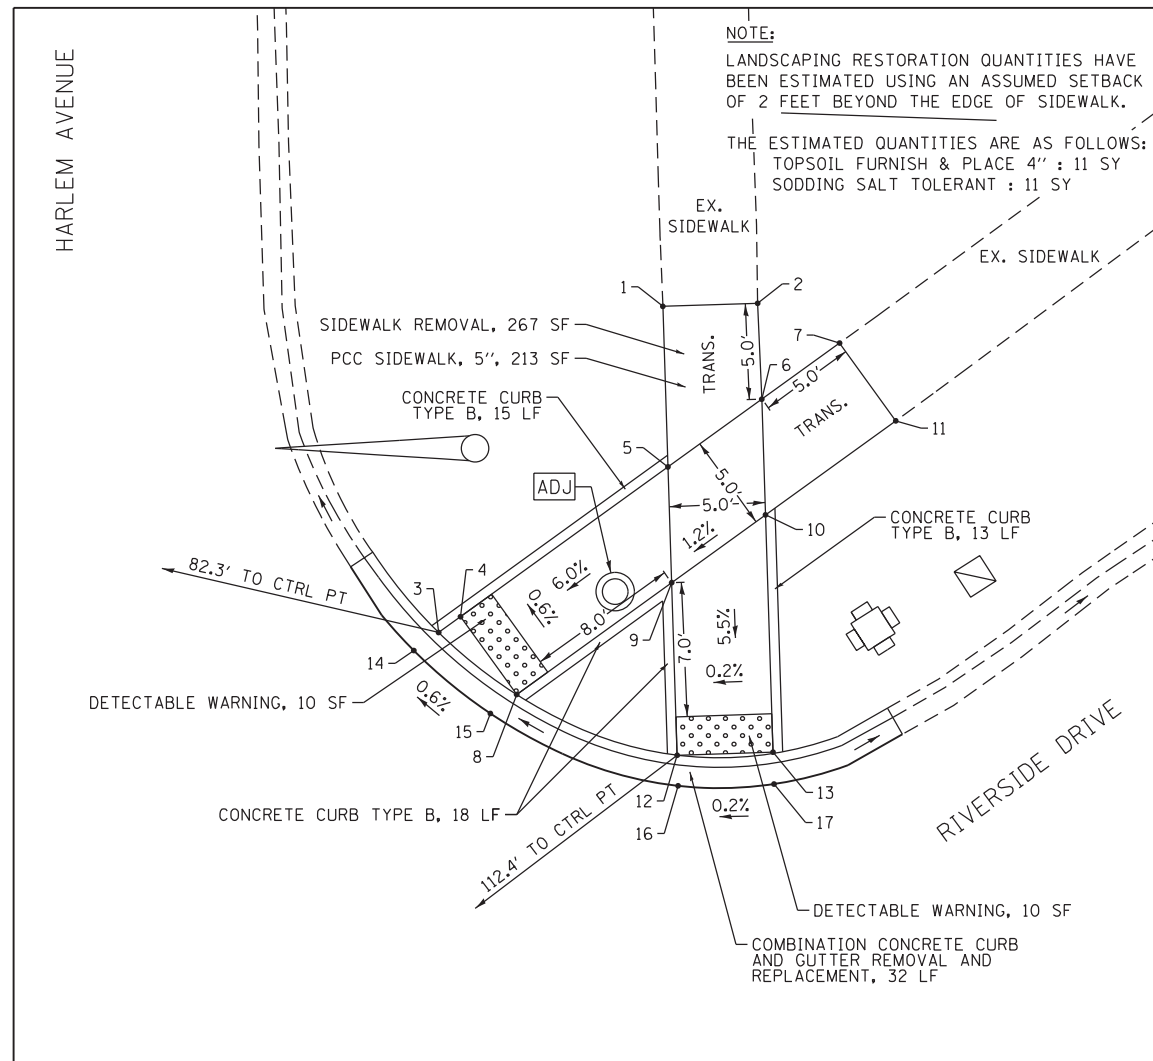 HARLEM AVENUE
NOTE:
LANDSCAPING RESTORATION QUANTITIES HAVE
BEEN ESTIMATED USING AN ASSUMED SETBACK
OF 2 FEET BEYOND THE EDGE OF SIDEWALK.
THE ESTIMATED QUANTITIES ARE AS FOLLOWS:
TOPSOIL FURNISH & PLACE 4'' : 11 SY
SODDING SALT TOLERANT : 11 SY
EX.
SIDEWALK
EX. SIDEWALK
1
2
SIDEWALK REMOVAL, 267 SF
PCC SIDEWALK, 5'', 213 SF
TRANS.
5.0'
7
6
5.0'
TRANS.
11
CONCRETE CURB
TYPE B, 15 LF
5
ADJ
5.0'
5.0'
1.2%
10
CONCRETE CURB
TYPE B, 13 LF
82.3' TO CTRL PT
3
4
6.0%
0.6%
8.0'
9
7.0'
5.5%
0.2%
14
DETECTABLE WARNING, 10 SF
0.6%
15
8
CONCRETE CURB TYPE B, 18 LF
12
16
13
17
0.2%
112.4' TO CTRL PT
RIVERSIDE DRIVE
DETECTABLE WARNING, 10 SF
COMBINATION CONCRETE CURB
AND GUTTER REMOVAL AND
REPLACEMENT, 32 LF